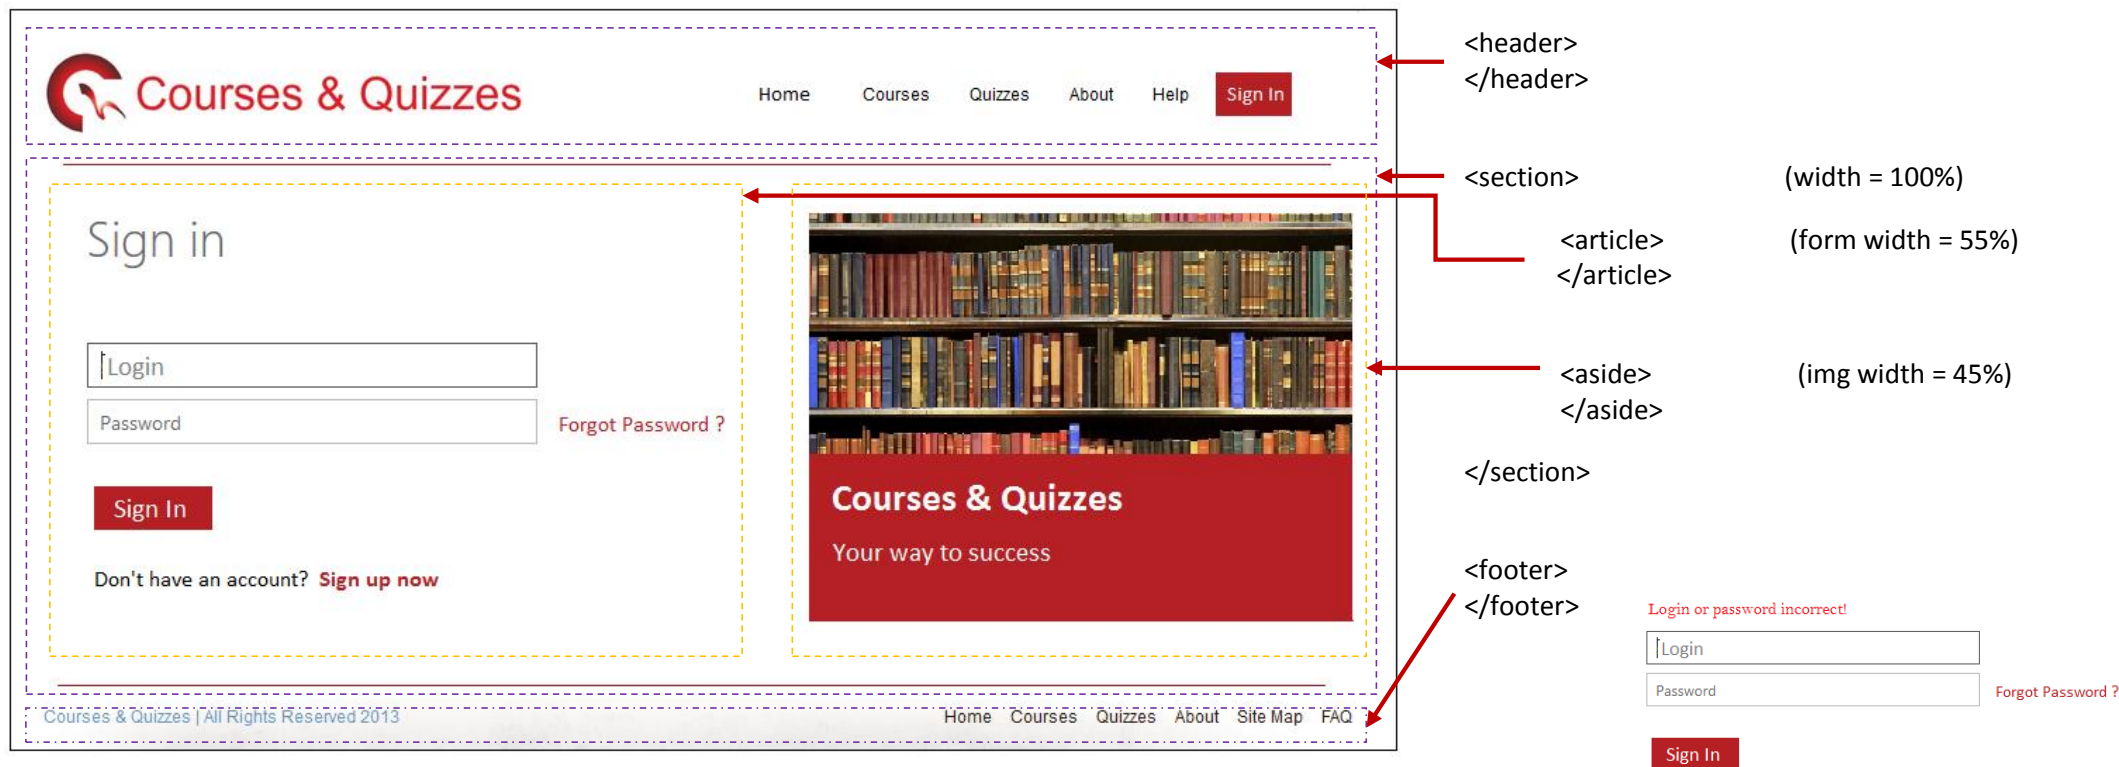 Courses & Quizzes
Home Courses Quizzes About Help Sign In
Sign in
Login
Password
Forgot Password ?
Sign In
Don't have an account? Sign up now
Courses & Quizzes
Your way to success
Courses & Quizzes | All Rights Reserved 2013
Home Courses Quizzes About Site Map FAQ
<header>
</header>
<section> (width = 100%)
<article> (form width = 55%)
</article>
<aside> (img width = 45%)
</aside>
</section>
<footer>
</footer>
Login or password incorrect!
Login
Password
Forgot Password ?
Sign In